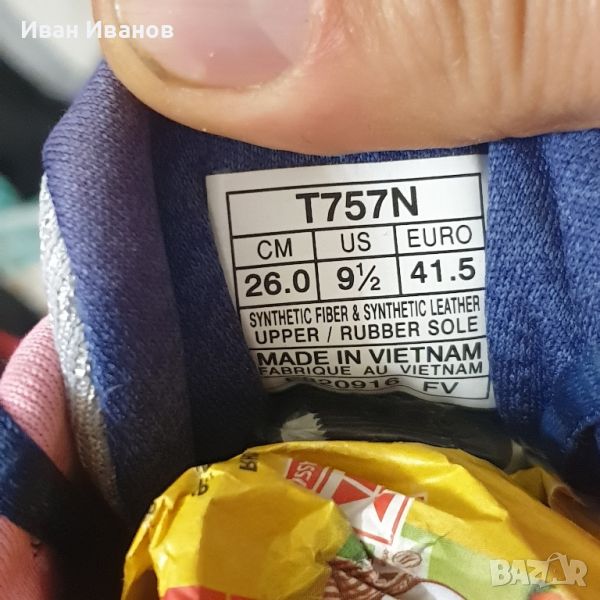 Иван Иванов
T757N
CM US EURO
26.0 9½ 41.5
SYNTHETIC FIBER & SYNTHETIC LEATHER
UPPER / RUBBER SOLE
MADE IN VIETNAM
FABRIQUE AU VIETNAM
FV
BAZAR